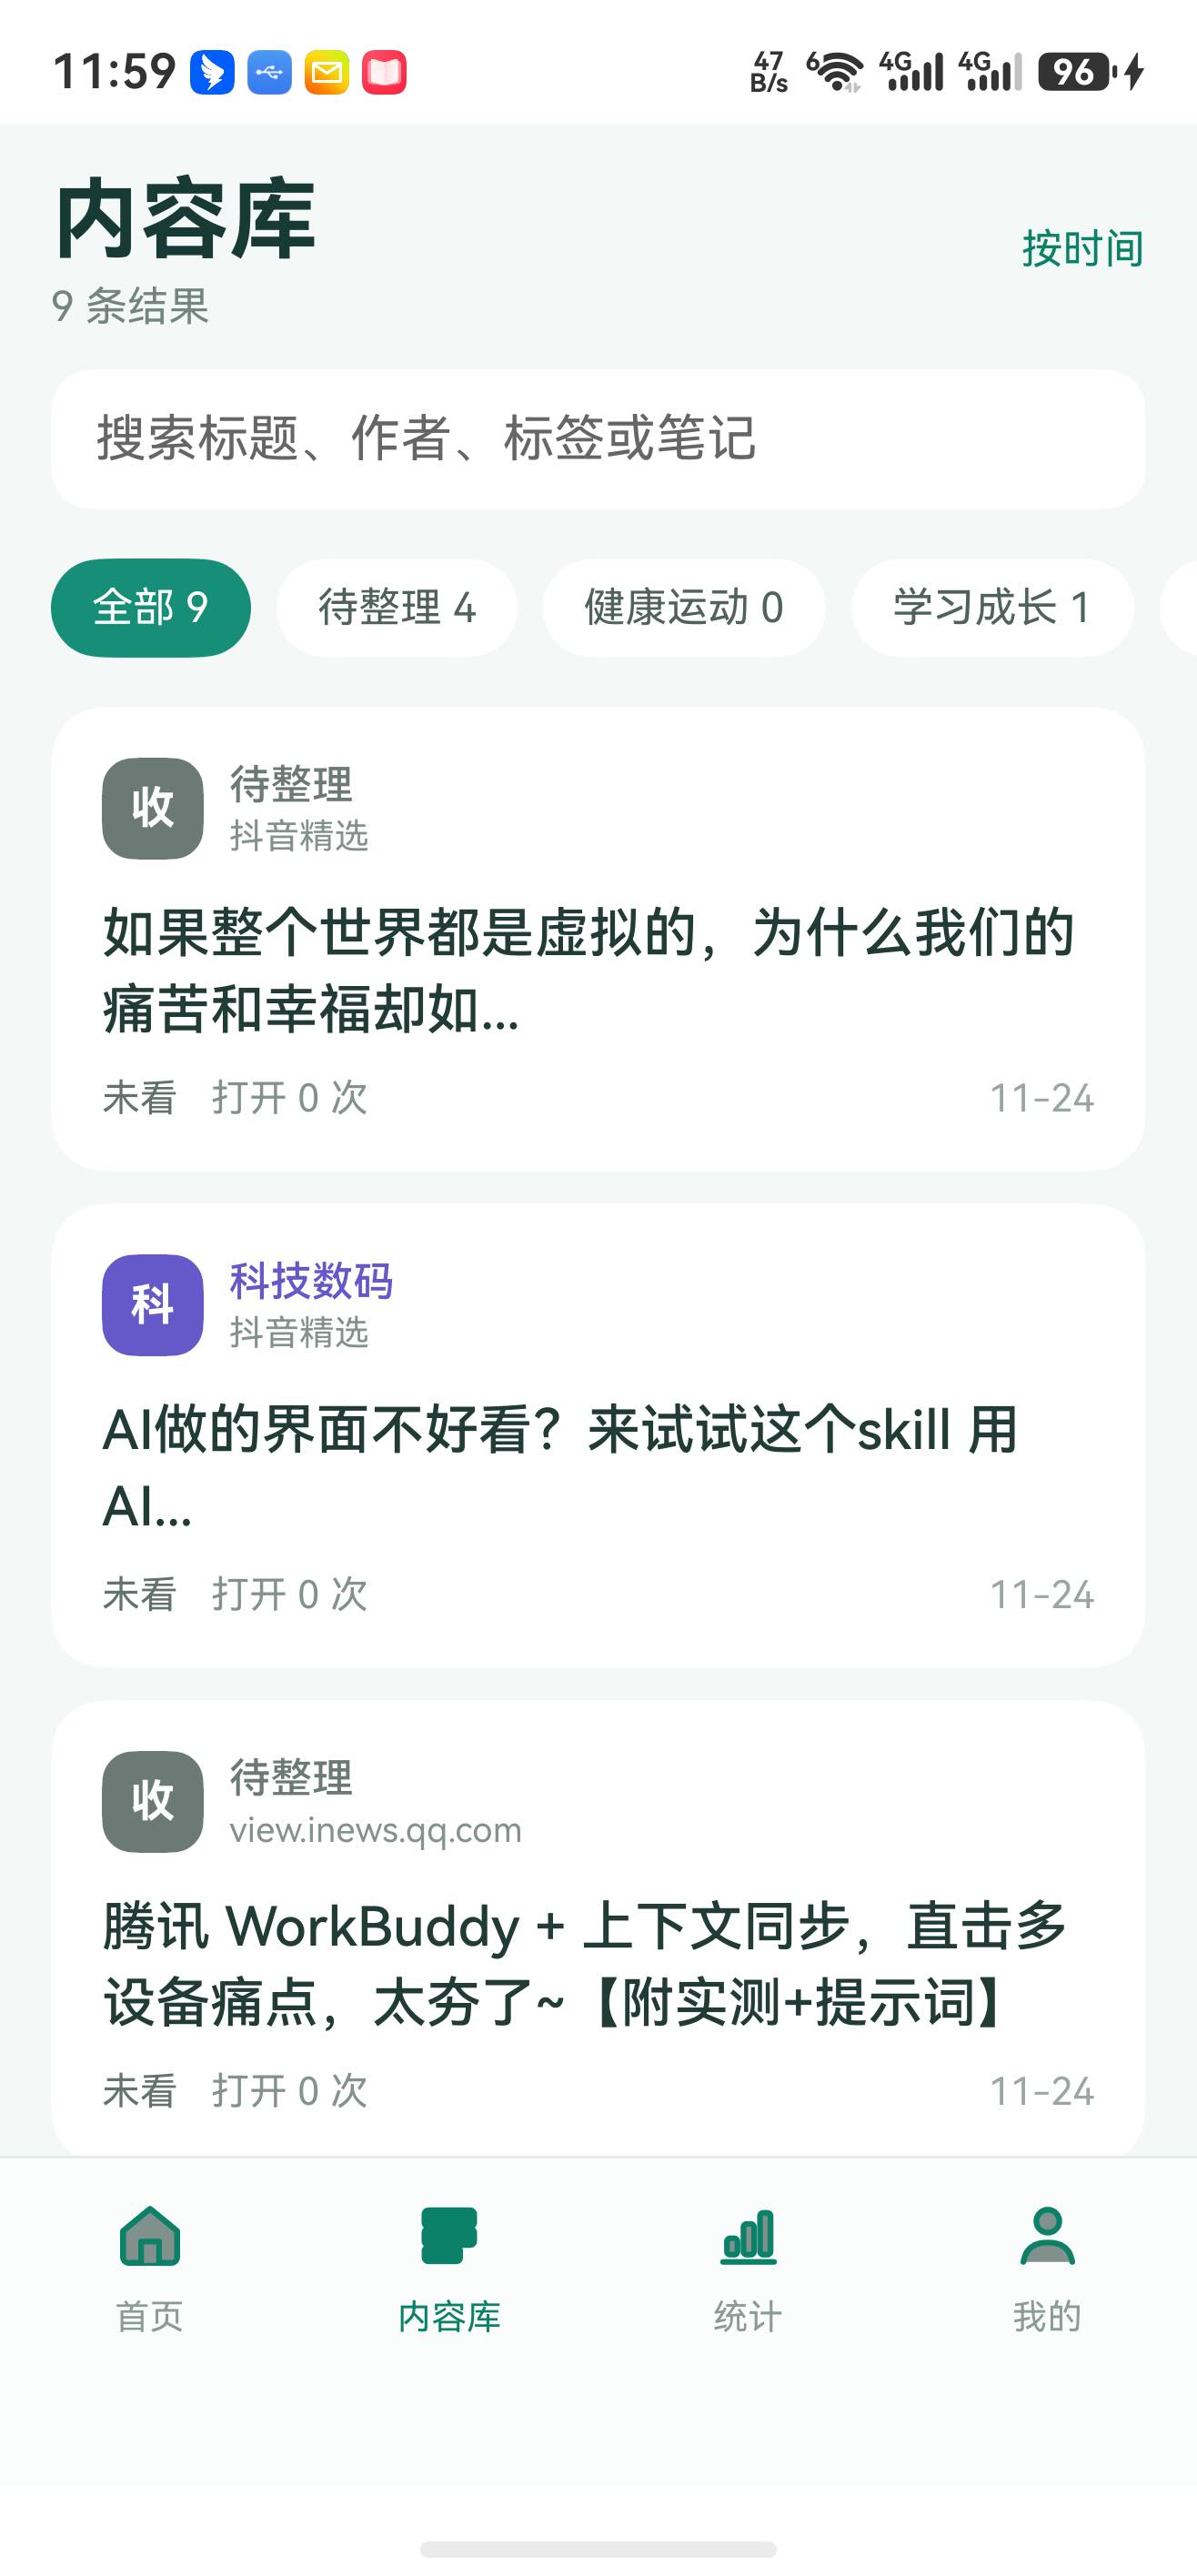 11:59
47 B/s 6 4G 4G 96
内容库
按时间
9 条结果
搜索标题、作者、标签或笔记
全部 9 待整理 4 健康运动 0 学习成长 1
收 待整理
抖音精选
如果整个世界都是虚拟的，为什么我们的
痛苦和幸福却如...
未看 打开 0 次 11-24
科 科技数码
抖音精选
AI做的界面不好看？来试试这个skill 用
AI...
未看 打开 0 次 11-24
收 待整理
view.inews.qq.com
腾讯 WorkBuddy + 上下文同步，直击多
设备痛点，太夯了~【附实测+提示词】
未看 打开 0 次 11-24
首页 内容库 统计 我的